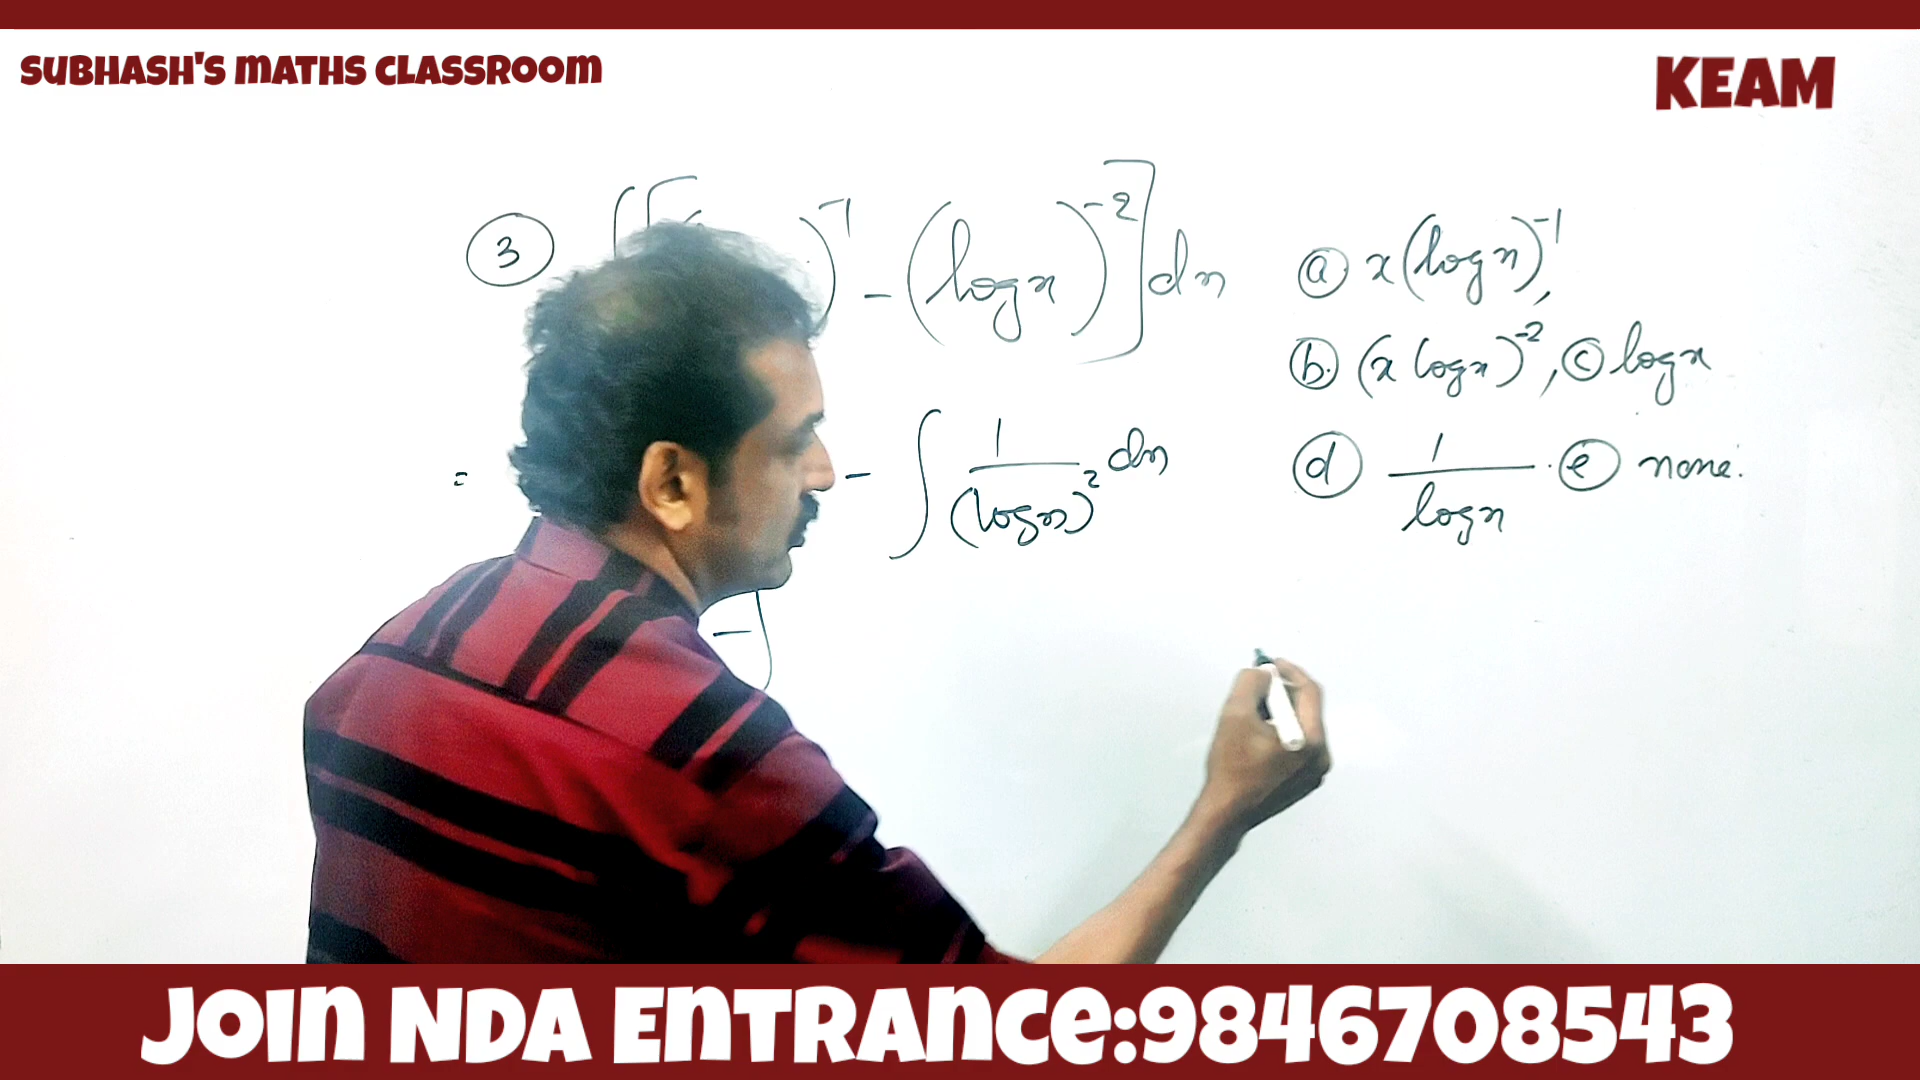 SUBHASH'S MATHS CLASSROOM
KEAM
3 ∫[( )⁻¹ - (log x)⁻²] dx
a x(log x)⁻¹,
b. (x log x)⁻², c log x
= - ∫ 1/(log x)² dx
d 1/log x . e none.
-
JOIN NDA ENTRANCE:9846708543